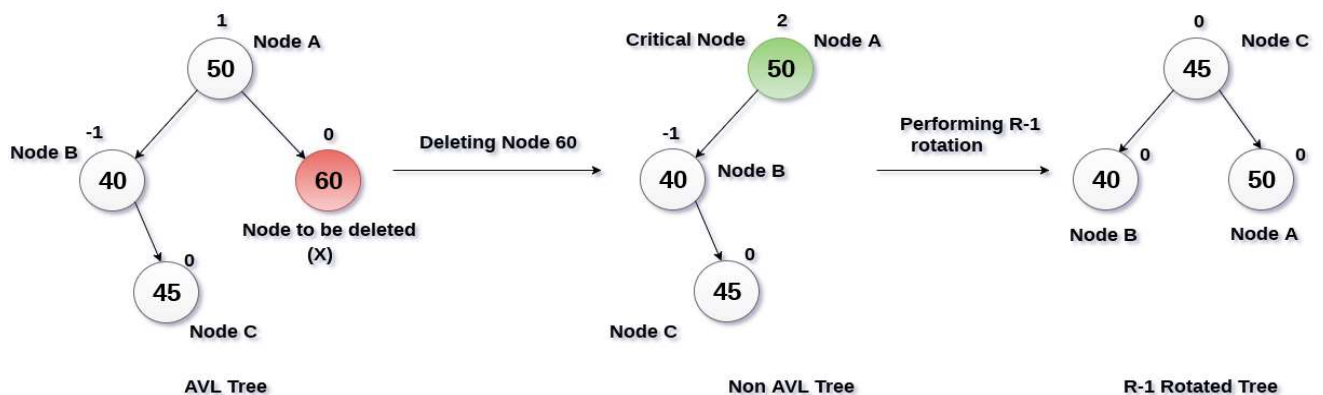 1
Node A
50
-1
0
Node B
40
60
Node to be deleted
(X)
0
45
Node C
AVL Tree
Deleting Node 60
2
Critical Node
Node A
50
-1
40
Node B
0
45
Node C
Non AVL Tree
Performing R-1
rotation
0
Node C
45
0
0
40
50
Node B
Node A
R-1 Rotated Tree